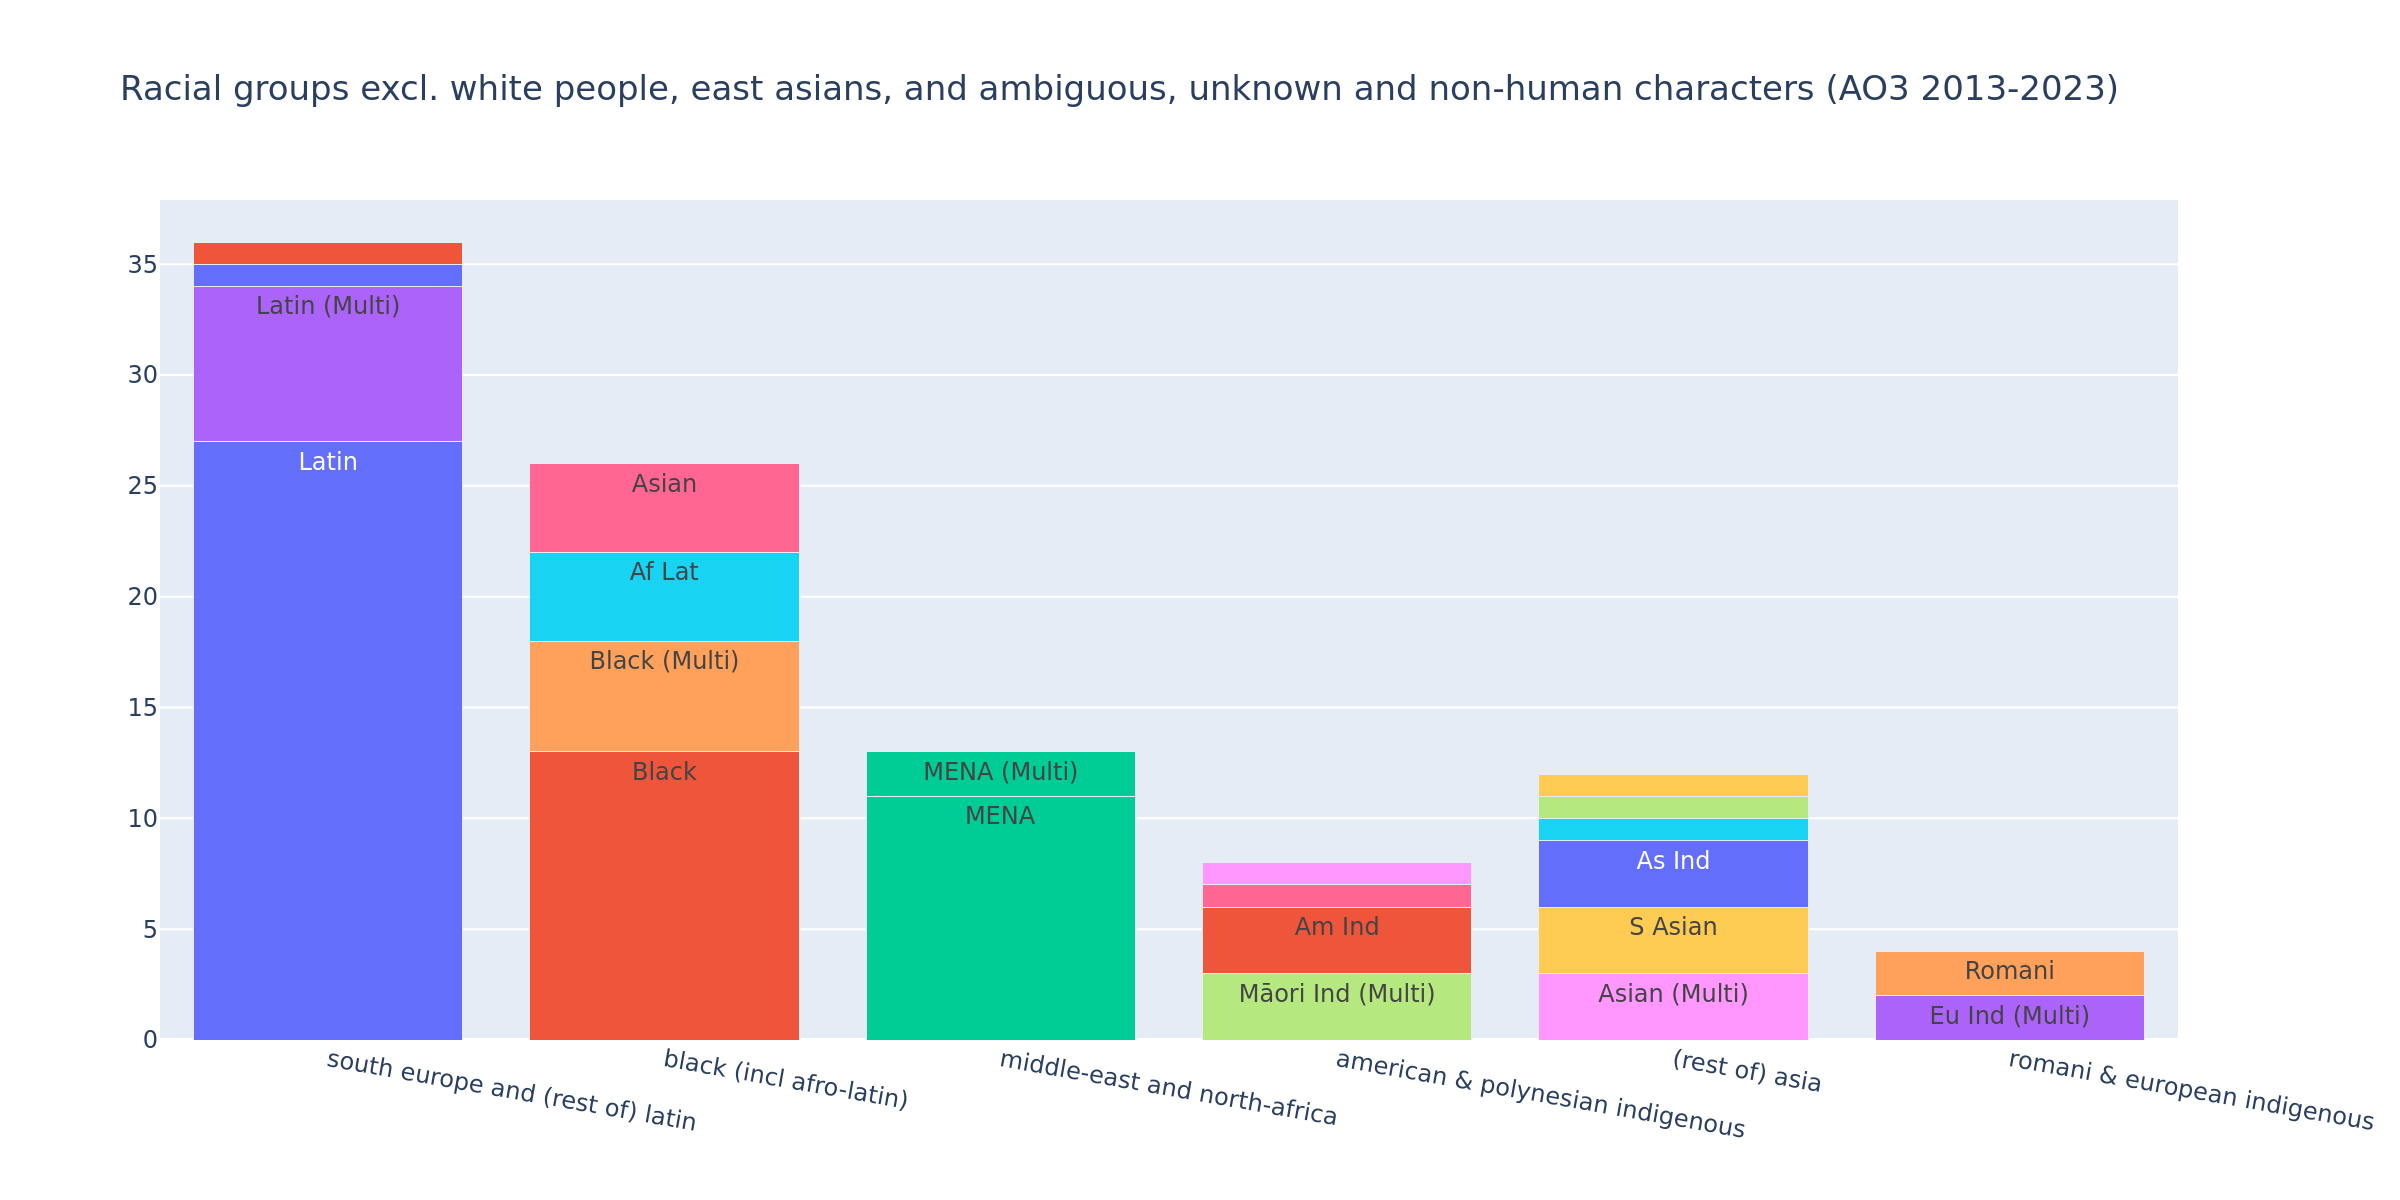 Racial groups excl. white people, east asians, and ambiguous, unknown and non-human characters (AO3 2013-2023)
35
30
25
20
15
10
5
0
Latin (Multi)
Latin
Asian
Af Lat
Black (Multi)
Black
MENA (Multi)
MENA
Am Ind
Māori Ind (Multi)
As Ind
S Asian
Asian (Multi)
Romani
Eu Ind (Multi)
south europe and (rest of) latin
black (incl afro-latin)
middle-east and north-africa
american & polynesian indigenous
(rest of) asia
romani & european indigenous